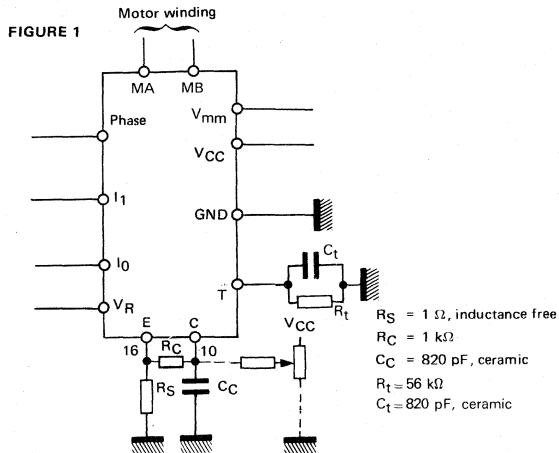 Motor winding
FIGURE 1
MA
MB
Phase
Vmm
VCC
I1
GND
I0
T
Ct
Rt
VR
E
C
16
RC
10
VCC
RS
CC
RS = 1 Ω, inductance free
RC = 1 kΩ
CC = 820 pF, ceramic
Rt = 56 kΩ
Ct = 820 pF, ceramic